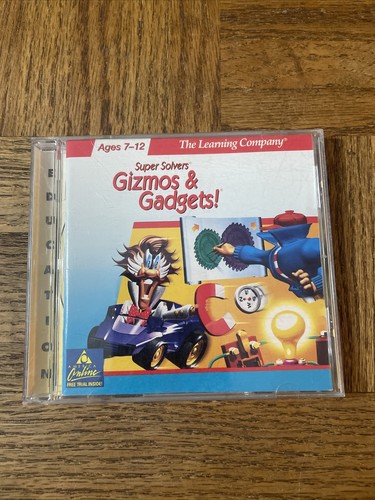 Ages 7–12
The Learning Company®
Super Solvers®
Gizmos &
Gadgets!
EDUCATION
AMERICA
Online
FREE TRIAL INSIDE!